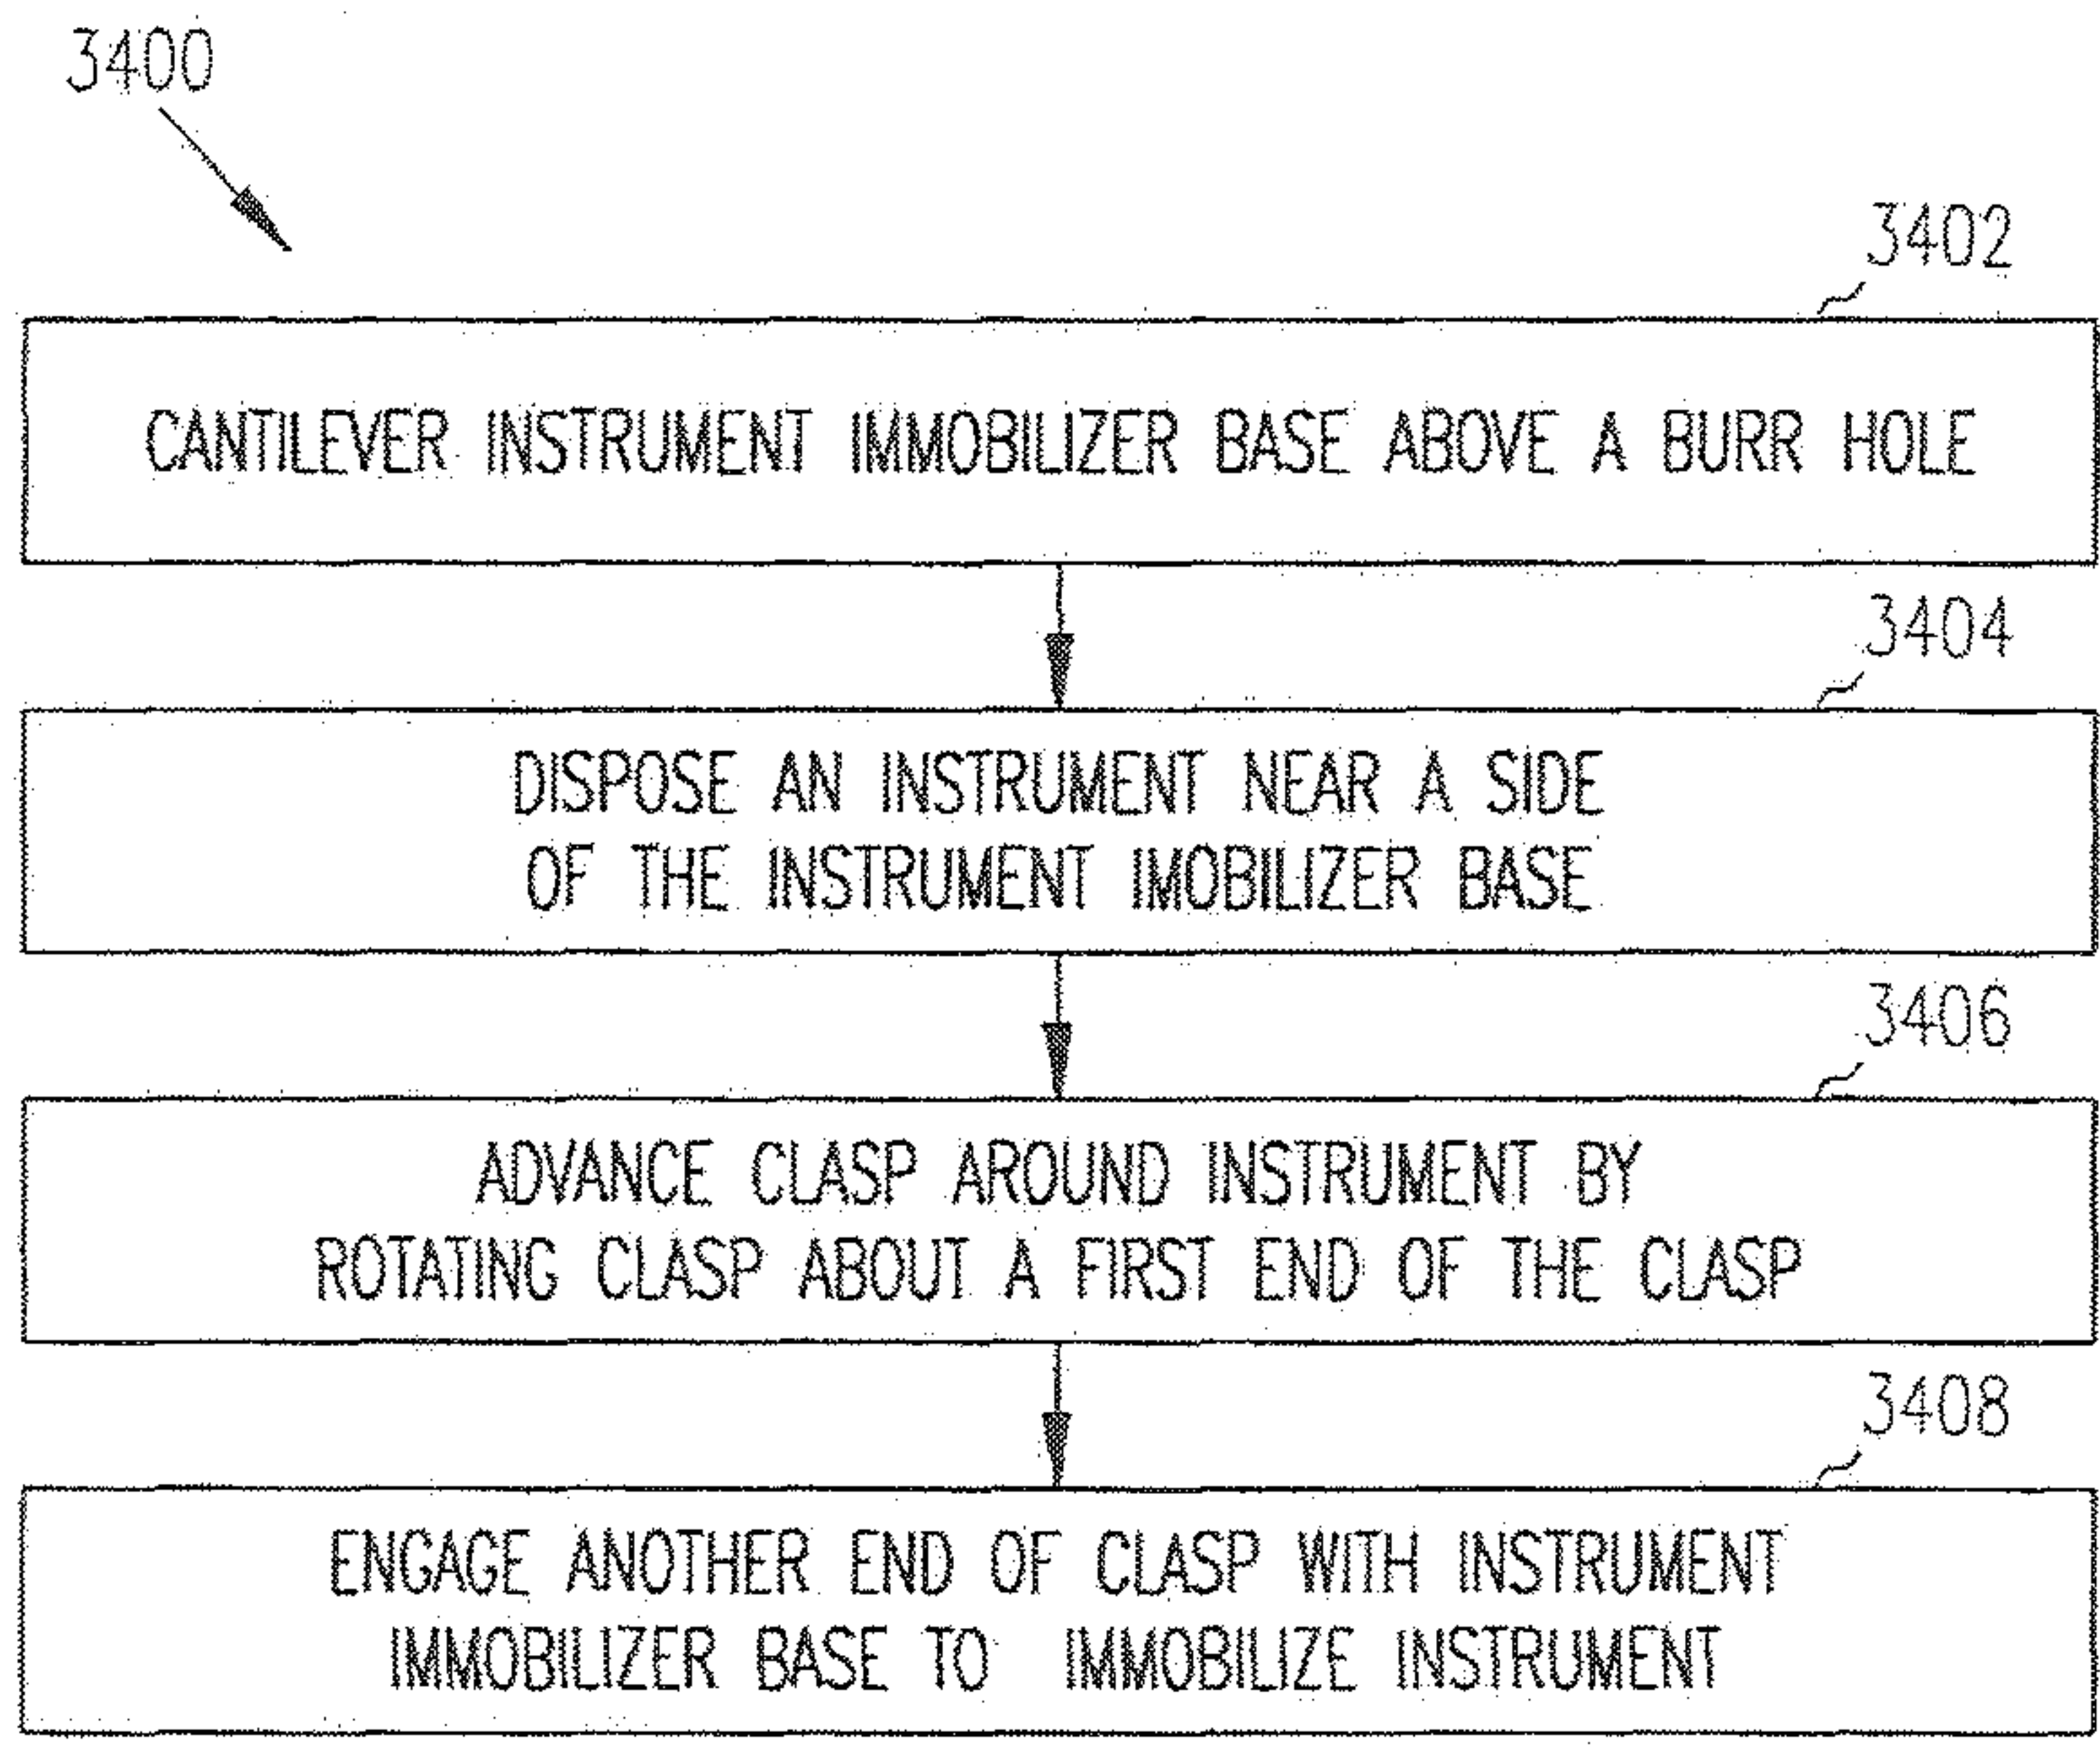 3400
3402
CANTILEVER INSTRUMENT IMMOBILIZER BASE ABOVE A BURR HOLE
3404
DISPOSE AN INSTRUMENT NEAR A SIDE
OF THE INSTRUMENT IMOBILIZER BASE
3406
ADVANCE CLASP AROUND INSTRUMENT BY
ROTATING CLASP ABOUT A FIRST END OF THE CLASP
3408
ENGAGE ANOTHER END OF CLASP WITH INSTRUMENT
IMMOBILIZER BASE TO IMMOBILIZE INSTRUMENT